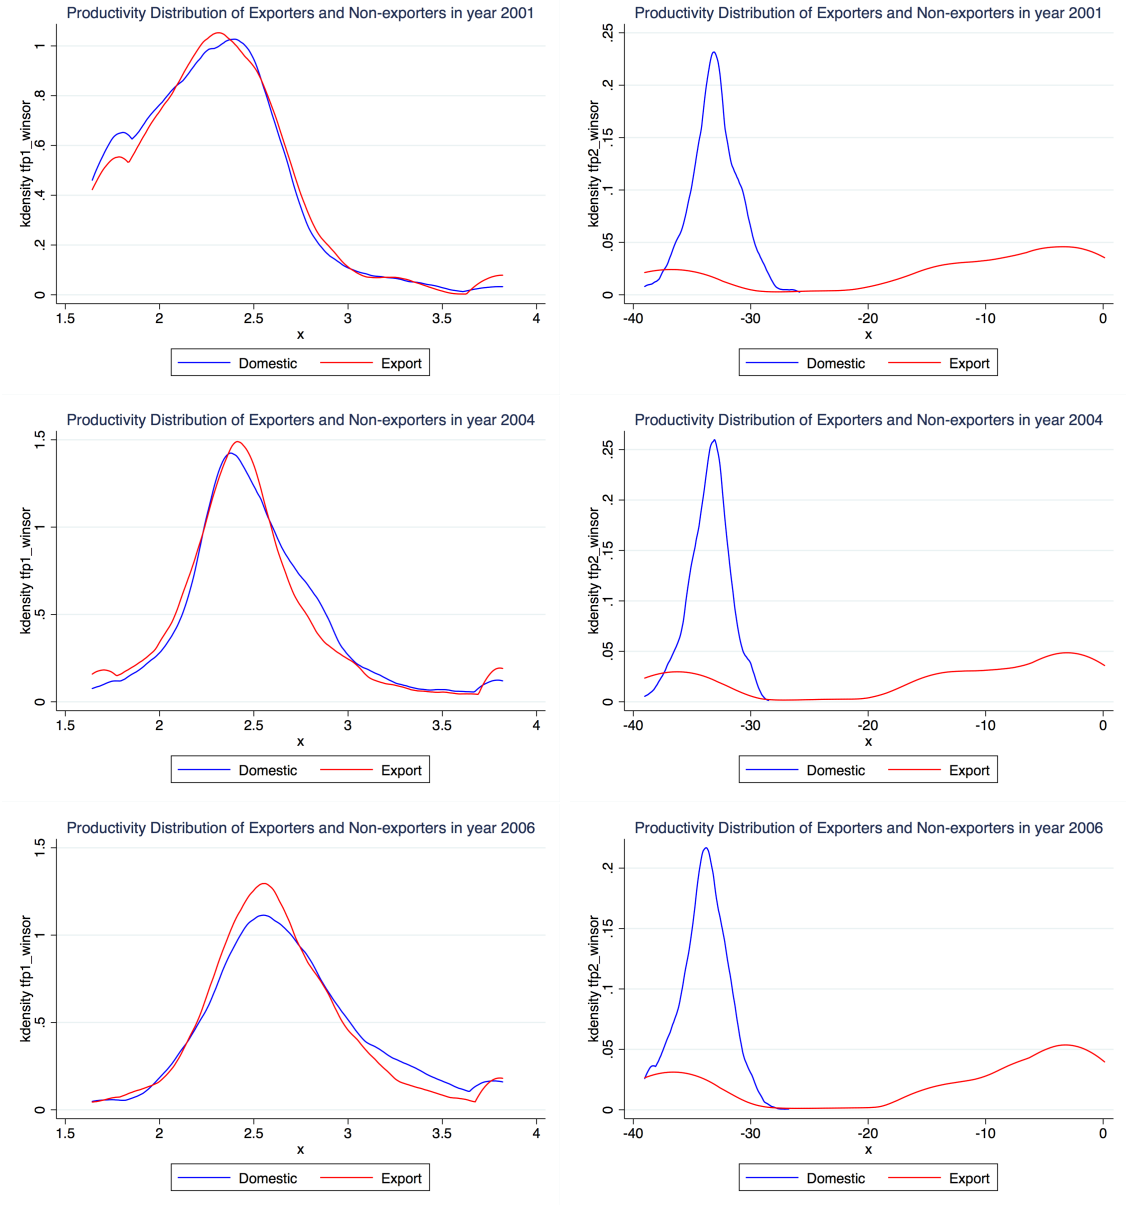 Productivity Distribution of Exporters and Non-exporters in year 2001
kdensity tfp1_winsor
1
.8
.6
.4
.2
0
1.5 2 2.5 3 3.5 4
x
Domestic Export
Productivity Distribution of Exporters and Non-exporters in year 2001
kdensity tfp2_winsor
.25
.2
.15
.1
.05
0
-40 -30 -20 -10 0
x
Domestic Export
Productivity Distribution of Exporters and Non-exporters in year 2004
kdensity tfp1_winsor
1.5
1
.5
0
1.5 2 2.5 3 3.5 4
x
Domestic Export
Productivity Distribution of Exporters and Non-exporters in year 2004
kdensity tfp2_winsor
.25
.2
.15
.1
.05
0
-40 -30 -20 -10 0
x
Domestic Export
Productivity Distribution of Exporters and Non-exporters in year 2006
kdensity tfp1_winsor
1.5
1
.5
0
1.5 2 2.5 3 3.5 4
x
Domestic Export
Productivity Distribution of Exporters and Non-exporters in year 2006
kdensity tfp2_winsor
.2
.15
.1
.05
0
-40 -30 -20 -10 0
x
Domestic Export